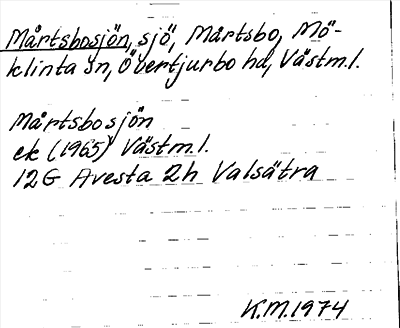 Mårtsbosjön, sjö, Mårtsbo, Mö-
klinta sn, Övertjurbo hd, Västm.l.
Mårtsbosjön
ek (1965) Västm.l.
12G Avesta 2h Valsätra
K.M.1974